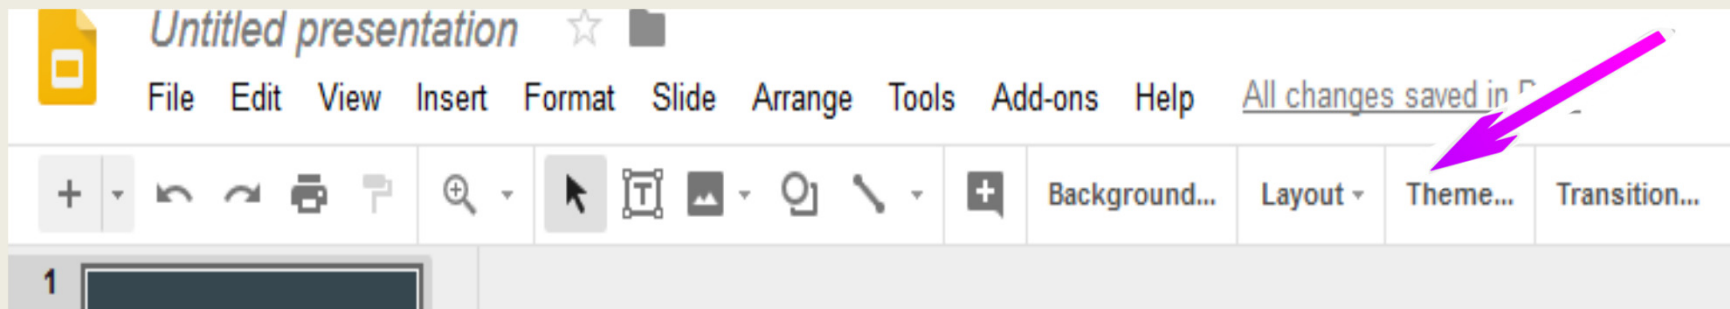 Untitled presentation
File Edit View Insert Format Slide Arrange Tools Add-ons Help All changes saved in
Background... Layout Theme... Transition...
1